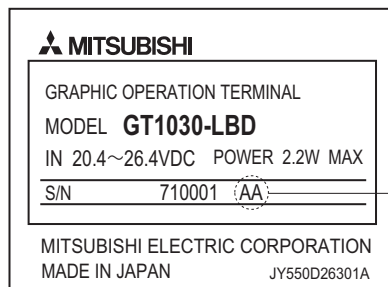 MITSUBISHI
GRAPHIC OPERATION TERMINAL
MODEL GT1030-LBD
IN 20.4~26.4VDC POWER 2.2W MAX
S/N 710001 AA
MITSUBISHI ELECTRIC CORPORATION
MADE IN JAPAN JY550D26301A